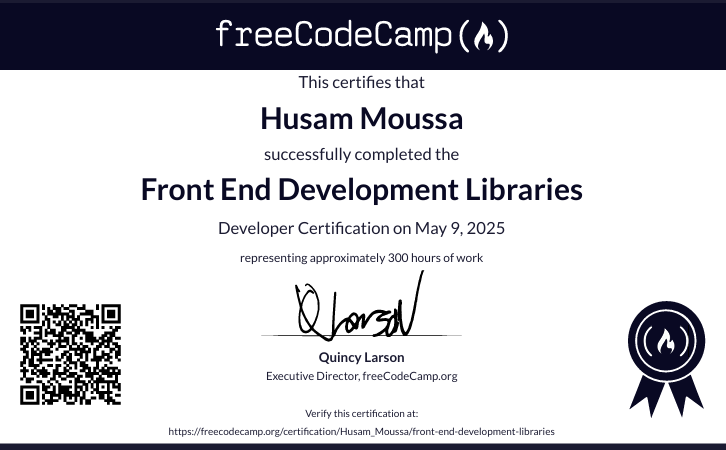 freeCodeCamp
This certifies that
Husam Moussa
successfully completed the
Front End Development Libraries
Developer Certification on May 9, 2025
representing approximately 300 hours of work
Q Larson
Quincy Larson
Executive Director, freeCodeCamp.org
Verify this certification at:
https://freecodecamp.org/certification/Husam_Moussa/front-end-development-libraries